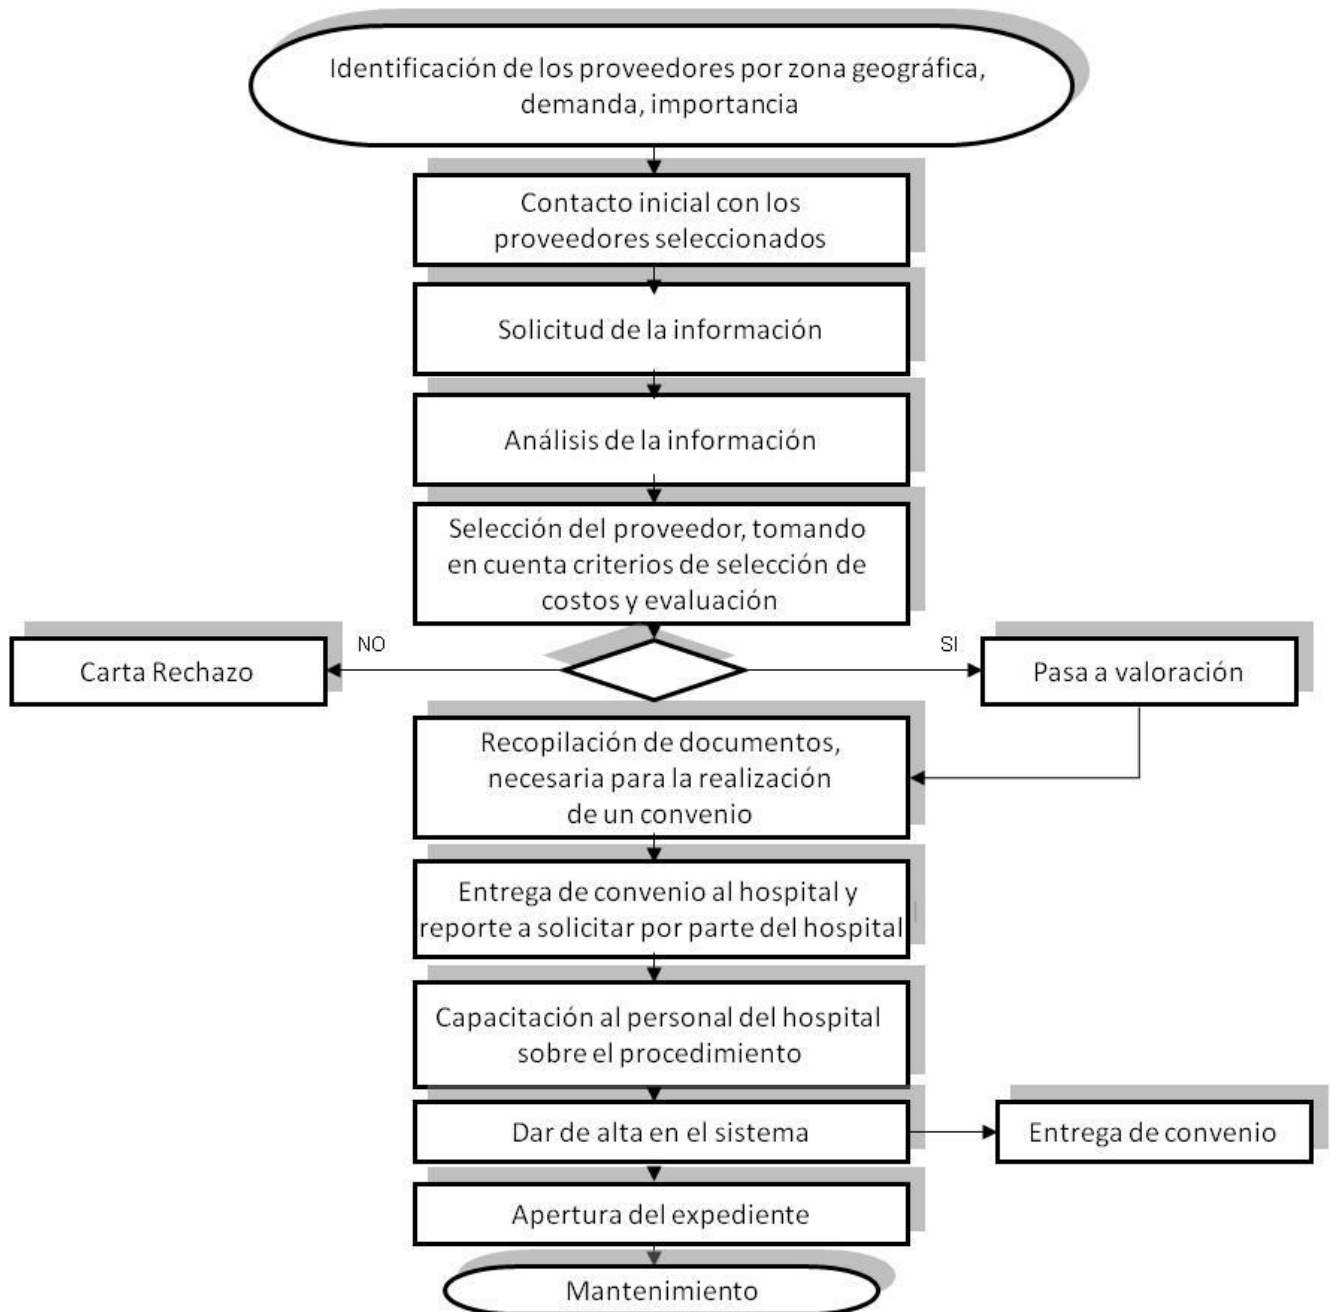 Identificación de los proveedores por zona geográfica,
demanda, importancia
Contacto inicial con los
proveedores seleccionados
Solicitud de la información
Análisis de la información
Selección del proveedor, tomando
en cuenta criterios de selección de
costos y evaluación
NO
SI
Carta Rechazo
Pasa a valoración
Recopilación de documentos,
necesaria para la realización
de un convenio
Entrega de convenio al hospital y
reporte a solicitar por parte del hospital
Capacitación al personal del hospital
sobre el procedimiento
Dar de alta en el sistema
Entrega de convenio
Apertura del expediente
Mantenimiento